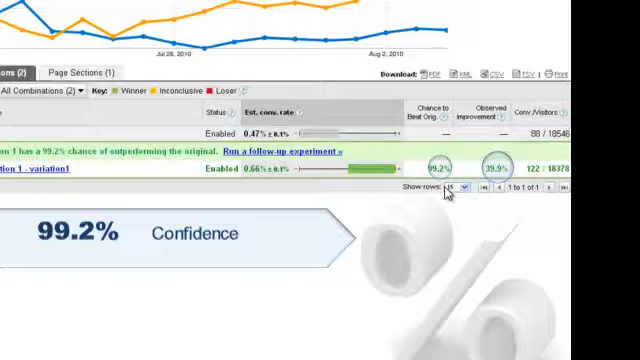 Jul 26, 2010 Aug 2, 2010
ons (2) Page Sections (1) Download: PDF XML CSV TSV Print
All Combinations (2) Key: Winner Inconclusive Loser
Status Est. conv. rate Chance to Beat Orig. Observed Improvement Conv./Visitors
Enabled 0.47% ± 0.1% — — 88 / 18546
on 1 has a 99.2% chance of outperforming the original. Run a follow-up experiment »
tion 1 - variation1 Enabled 0.66% ± 0.1% 99.2% 39.9% 122 / 18378
Show rows: 15 1 to 1 of 1
99.2% Confidence